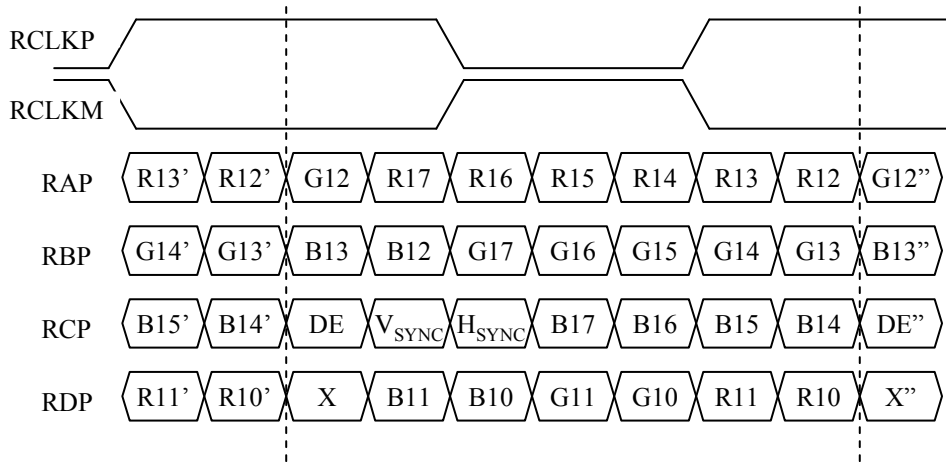 RCLKP
RCLKM
RAP R13’ R12’ G12 R17 R16 R15 R14 R13 R12 G12”
RBP G14’ G13’ B13 B12 G17 G16 G15 G14 G13 B13”
RCP B15’ B14’ DE VSYNC HSYNC B17 B16 B15 B14 DE”
RDP R11’ R10’ X B11 B10 G11 G10 R11 R10 X”